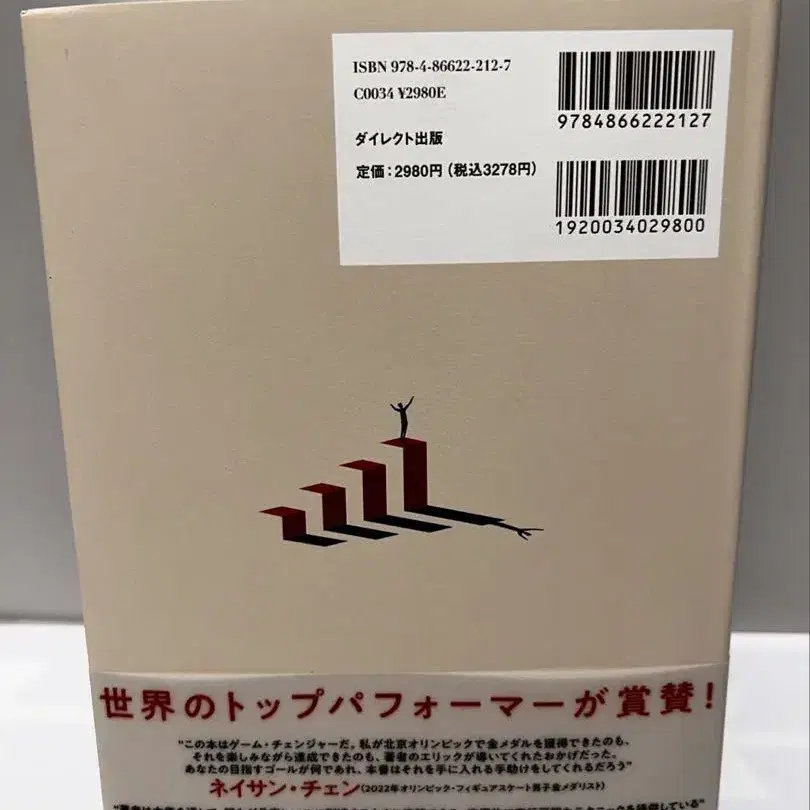 ISBN 978-4-86622-212-7
C0034 ¥2980E
9784866222127
ダイレクト出版
定価：2980円（税込3278円）
1920034029800
世界のトップパフォーマーが賞賛！
"この本はゲーム・チェンジャーだ。私が北京オリンピックで金メダルを獲得できたのも、
それを楽しみながら達成できたのも、著者のエリックが導いてくれたおかげだった。
あなたの目指すゴールが何であれ、本書はそれを手に入れる手助けをしてくれるだろう"
ネイサン・チェン（2022年オリンピック・フィギュアスケート男子金メダリスト）